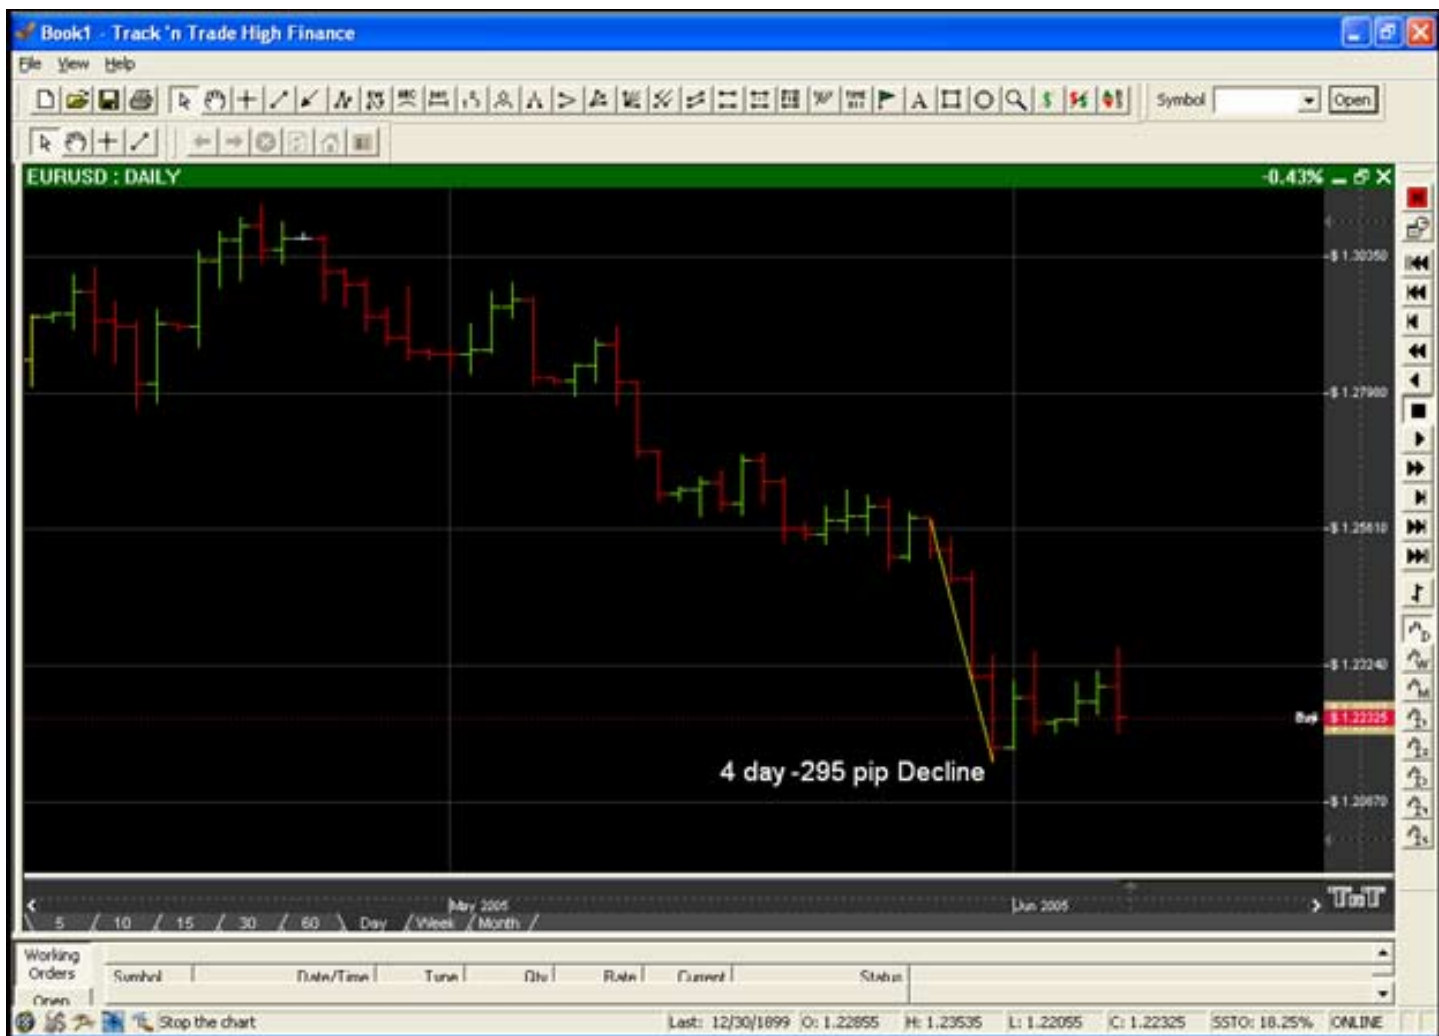 Book1 - Track 'n Trade High Finance
File View Help
Symbol Open
EURUSD : DAILY -0.43%
$ 1.30350
$ 1.27980
$ 1.25610
$ 1.23240
$ 1.22325
4 day -295 pip Decline
$ 1.20870
May 2005 Jun 2005 TnT
5 / 10 / 15 / 30 / 60 \ Day / Week / Month /
Working
Orders
Symbol Date/Time Type Qty Rate Current Status
Open
Stop the chart Last: 12/30/1899 O: 1.22855 H: 1.23535 L: 1.22055 C: 1.22325 SSTO: 18.25% ONLINE